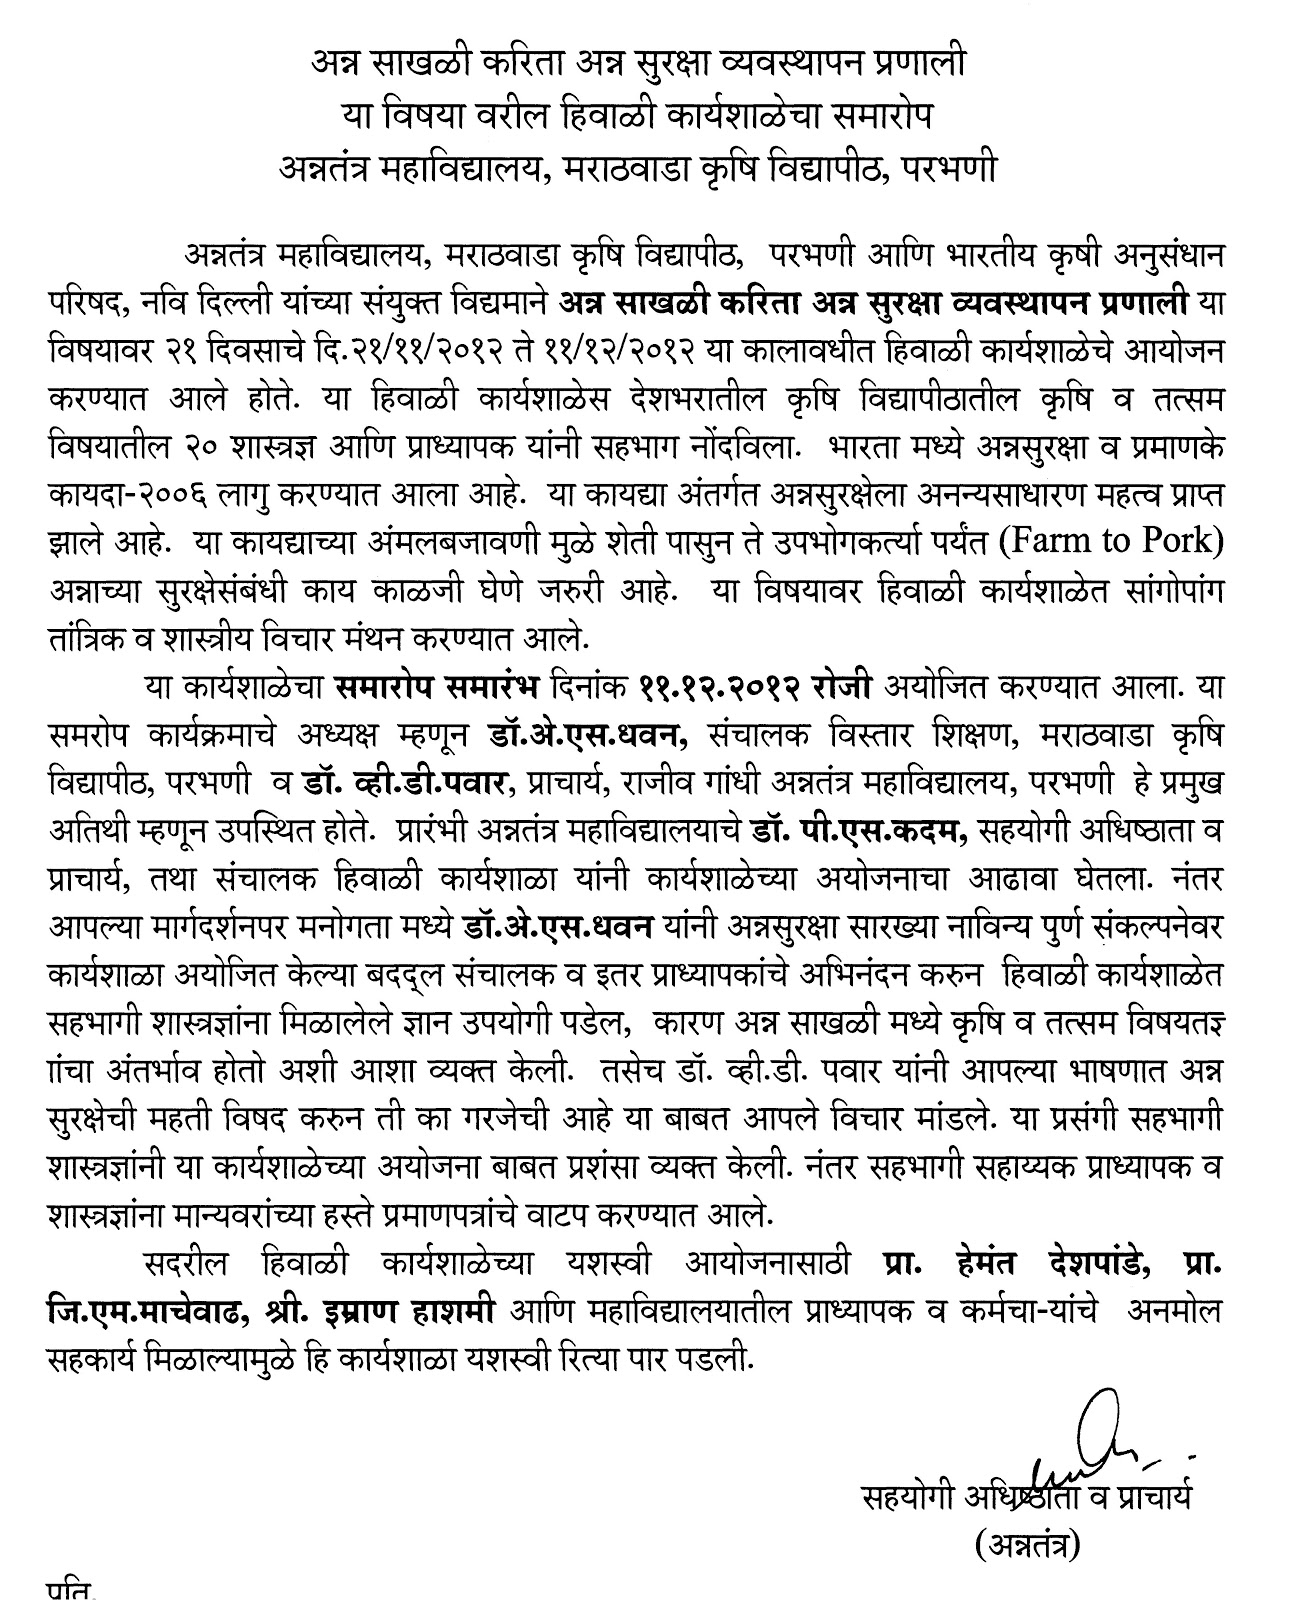 अन्न साखळी करिता अन्न सुरक्षा व्यवस्थापन प्रणाली
या विषया वरील हिवाळी कार्यशाळेचा समारोप
अन्नतंत्र महाविद्यालय, मराठवाडा कृषि विद्यापीठ, परभणी
अन्नतंत्र महाविद्यालय, मराठवाडा कृषि विद्यापीठ, परभणी आणि भारतीय कृषी अनुसंधान
परिषद, नवि दिल्ली यांच्या संयुक्त विद्यमाने अन्न साखळी करिता अन्न सुरक्षा व्यवस्थापन प्रणाली या
विषयावर २१ दिवसाचे दि.२१/११/२०१२ ते ११/१२/२०१२ या कालावधीत हिवाळी कार्यशाळेचे आयोजन
करण्यात आले होते. या हिवाळी कार्यशाळेस देशभरातील कृषि विद्यापीठातील कृषि व तत्सम
विषयातील २० शास्त्रज्ञ आणि प्राध्यापक यांनी सहभाग नोंदविला. भारता मध्ये अन्नसुरक्षा व प्रमाणके
कायदा-२००६ लागु करण्यात आला आहे. या कायद्या अंतर्गत अन्नसुरक्षेला अनन्यसाधारण महत्व प्राप्त
झाले आहे. या कायद्याच्या अंमलबजावणी मुळे शेती पासुन ते उपभोगकर्त्या पर्यंत (Farm to Pork)
अन्नाच्या सुरक्षेसंबंधी काय काळजी घेणे जरुरी आहे. या विषयावर हिवाळी कार्यशाळेत सांगोपांग
तांत्रिक व शास्त्रीय विचार मंथन करण्यात आले.
या कार्यशाळेचा समारोप समारंभ दिनांक ११.१२.२०१२ रोजी अयोजित करण्यात आला. या
समरोप कार्यक्रमाचे अध्यक्ष म्हणून डॉ.अे.एस.धवन, संचालक विस्तार शिक्षण, मराठवाडा कृषि
विद्यापीठ, परभणी व डॉ. व्ही.डी.पवार, प्राचार्य, राजीव गांधी अन्नतंत्र महाविद्यालय, परभणी हे प्रमुख
अतिथी म्हणून उपस्थित होते. प्रारंभी अन्नतंत्र महाविद्यालयाचे डॉ. पी.एस.कदम, सहयोगी अधिष्ठाता व
प्राचार्य, तथा संचालक हिवाळी कार्यशाळा यांनी कार्यशाळेच्या अयोजनाचा आढावा घेतला. नंतर
आपल्या मार्गदर्शनपर मनोगता मध्ये डॉ.अे.एस.धवन यांनी अन्नसुरक्षा सारख्या नाविन्य पुर्ण संकल्पनेवर
कार्यशाळा अयोजित केल्या बदद्ल संचालक व इतर प्राध्यापकांचे अभिनंदन करुन हिवाळी कार्यशाळेत
सहभागी शास्त्रज्ञांना मिळालेले ज्ञान उपयोगी पडेल, कारण अन्न साखळी मध्ये कृषि व तत्सम विषयतज्ञ
ांचा अंतर्भाव होतो अशी आशा व्यक्त केली. तसेच डॉ. व्ही.डी. पवार यांनी आपल्या भाषणात अन्न
सुरक्षेची महती विषद करुन ती का गरजेची आहे या बाबत आपले विचार मांडले. या प्रसंगी सहभागी
शास्त्रज्ञांनी या कार्यशाळेच्या अयोजना बाबत प्रशंसा व्यक्त केली. नंतर सहभागी सहाय्यक प्राध्यापक व
शास्त्रज्ञांना मान्यवरांच्या हस्ते प्रमाणपत्रांचे वाटप करण्यात आले.
सदरील हिवाळी कार्यशाळेच्या यशस्वी आयोजनासाठी प्रा. हेमंत देशपांडे, प्रा.
जि.एम.माचेवाढ, श्री. इम्राण हाशमी आणि महाविद्यालयातील प्राध्यापक व कर्मचा-यांचे अनमोल
सहकार्य मिळाल्यामुळे हि कार्यशाळा यशस्वी रित्या पार पडली.
सहयोगी अधिष्ठाता व प्राचार्य
(अन्नतंत्र)
प्रति,